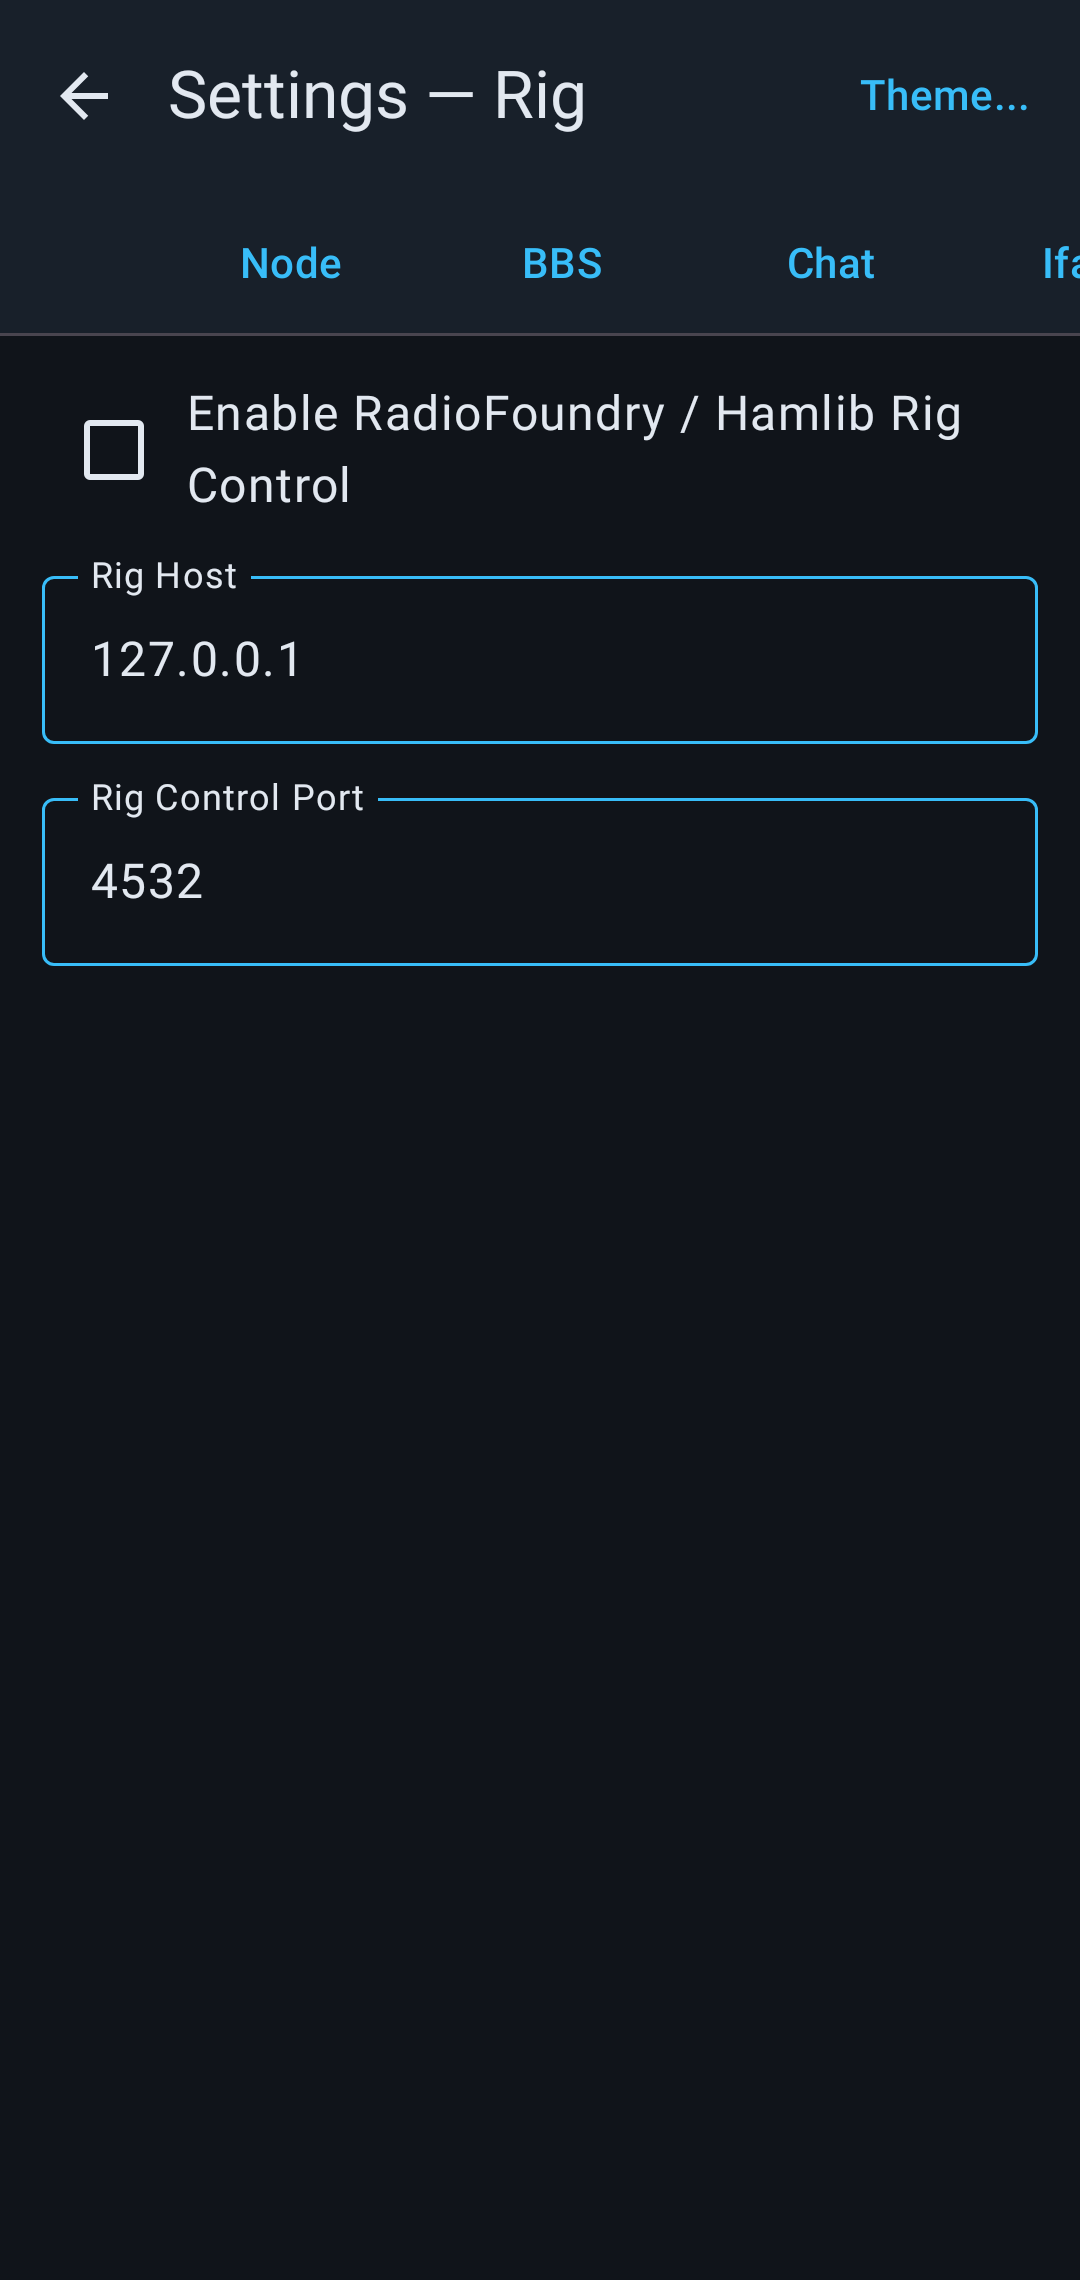 Settings — Rig
Theme...
Node
BBS
Chat
Ifa
Enable RadioFoundry / Hamlib Rig
Control
Rig Host
127.0.0.1
Rig Control Port
4532